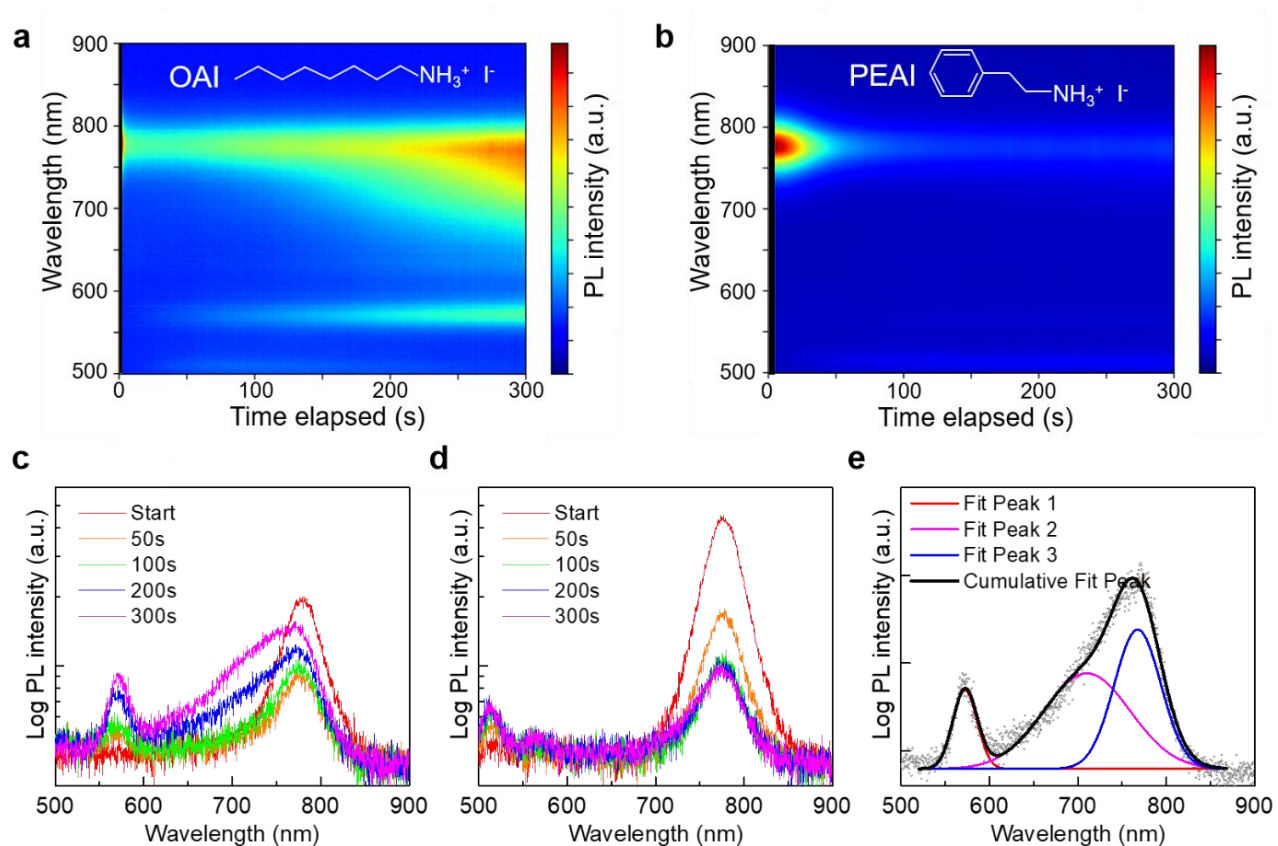 a
900
800
700
600
500
Wavelength (nm)
OAI
NH₃⁺ I⁻
0
100
200
300
Time elapsed (s)
PL intensity (a.u.)
b
900
800
700
600
500
Wavelength (nm)
PEAI
NH₃⁺ I⁻
0
100
200
300
Time elapsed (s)
PL intensity (a.u.)
c
Log PL intensity (a.u.)
Start
50s
100s
200s
300s
500
600
700
800
900
Wavelength (nm)
d
Log PL intensity (a.u.)
Start
50s
100s
200s
300s
500
600
700
800
900
Wavelength (nm)
e
Log PL intensity (a.u.)
Fit Peak 1
Fit Peak 2
Fit Peak 3
Cumulative Fit Peak
500
600
700
800
900
Wavelength (nm)